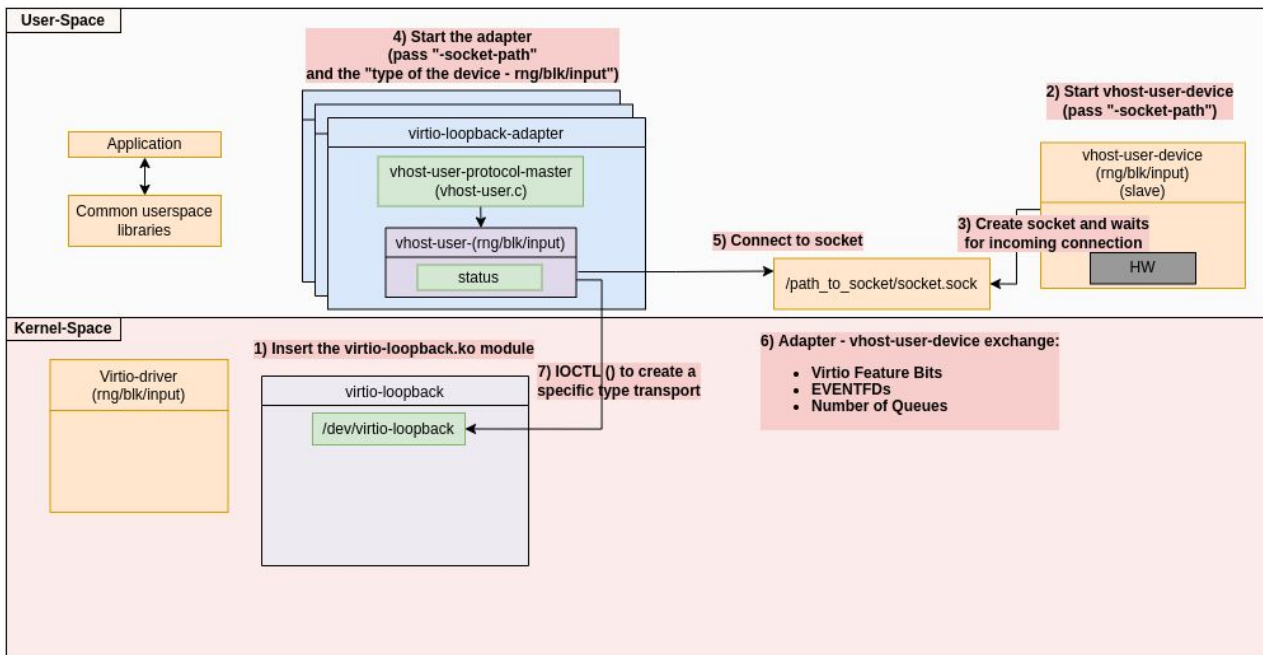 User-Space
4) Start the adapter
(pass "-socket-path"
and the "type of the device - rng/blk/input")
2) Start vhost-user-device
(pass "-socket-path")
virtio-loopback-adapter
Application
vhost-user-device
(rng/blk/input)
(slave)
vhost-user-protocol-master
(vhost-user.c)
Common userspace
libraries
3) Create socket and waits
for incoming connection
vhost-user-(rng/blk/input)
5) Connect to socket
status
/path_to_socket/socket.sock
HW
Kernel-Space
1) Insert the virtio-loopback.ko module
6) Adapter - vhost-user-device exchange:
• Virtio Feature Bits
• EVENTFDs
• Number of Queues
Virtio-driver
(rng/blk/input)
7) IOCTL () to create a
specific type transport
virtio-loopback
/dev/virtio-loopback